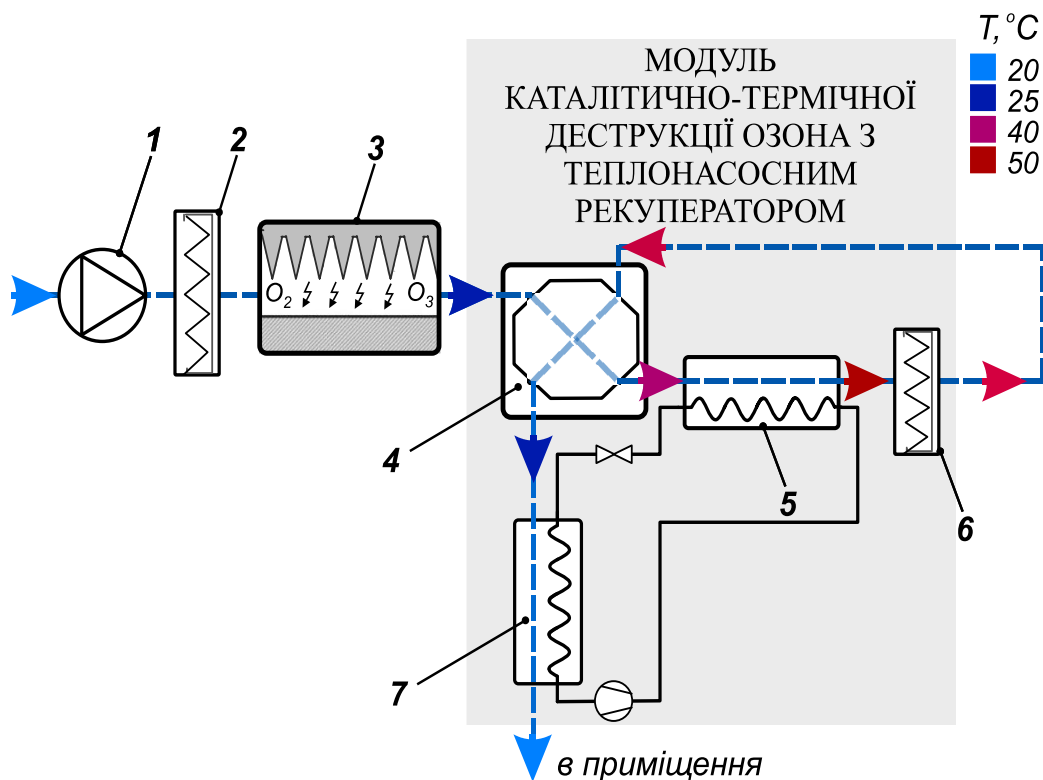 T, °C
20
25
40
50
МОДУЛЬ
КАТАЛІТИЧНО-ТЕРМІЧНОЇ
ДЕСТРУКЦІЇ ОЗОНА З
ТЕПЛОНАСОСНИМ
РЕКУПЕРАТОРОМ
1
2
3
O2
O3
4
5
6
7
в приміщення